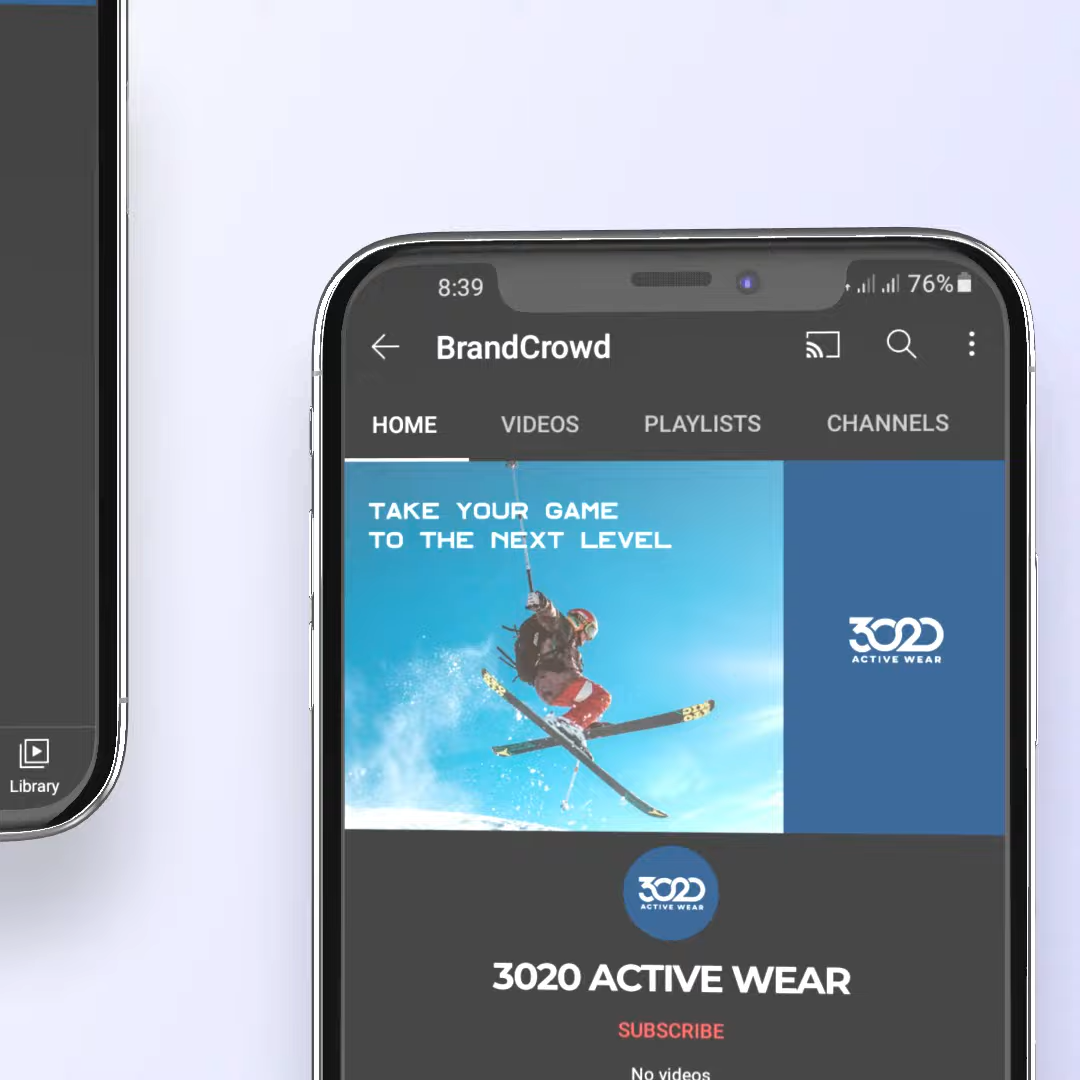 8:39
76%
BrandCrowd
HOME
VIDEOS
PLAYLISTS
CHANNELS
TAKE YOUR GAME
TO THE NEXT LEVEL
3020
ACTIVE WEAR
Library
3020
ACTIVE WEAR
3020 ACTIVE WEAR
SUBSCRIBE
No videos